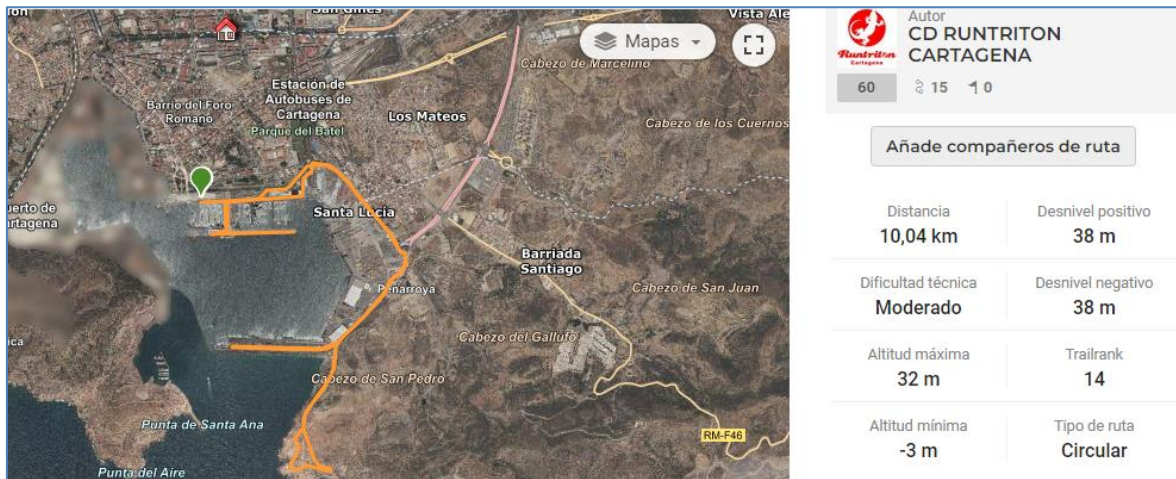 San Ginés
Vista Ale
Mapas
Cabezo de Marcelino
Estación de
Autobuses de
Cartagena
Barrio del Foro
Romano
Parque del Batel
Los Mateos
Cabezo de los Cuernos
uerto de
rtagena
Santa Lucía
Barriada
Santiago
Peñarroya
Cabezo de San Juan
Cabezo del Gallufo
ica
Cabezo de San Pedro
Punta de Santa Ana
RM-F46
Punta del Aire
Runtriton
Cartagena
Autor
CD RUNTRITON
CARTAGENA
60 15 0
Añade compañeros de ruta
Distancia
10,04 km
Desnivel positivo
38 m
Dificultad técnica
Moderado
Desnivel negativo
38 m
Altitud máxima
32 m
Trailrank
14
Altitud mínima
-3 m
Tipo de ruta
Circular